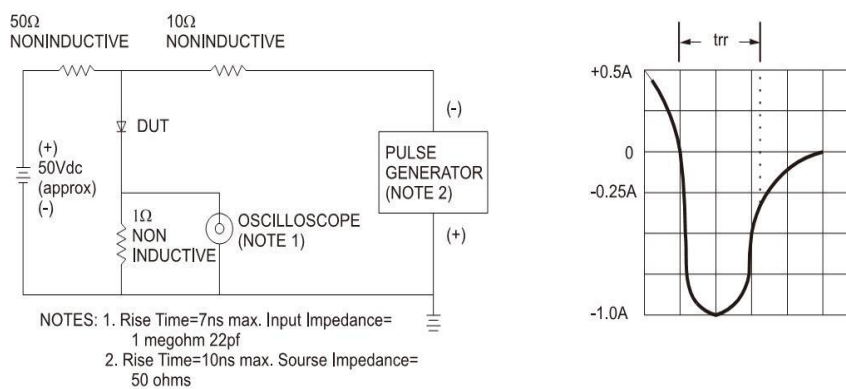 50Ω
NONINDUCTIVE
10Ω
NONINDUCTIVE
DUT
(+)
50Vdc
(approx)
(-)
1Ω
NON
INDUCTIVE
OSCILLOSCOPE
(NOTE 1)
(-)
PULSE
GENERATOR
(NOTE 2)
(+)
NOTES: 1. Rise Time=7ns max. Input Impedance=
1 megohm 22pf
2. Rise Time=10ns max. Sourse Impedance=
50 ohms
trr
+0.5A
0
-0.25A
-1.0A